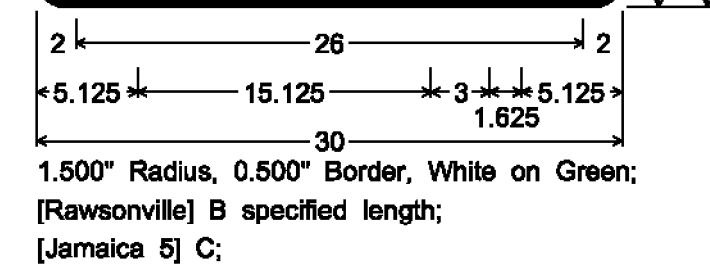 2 26 2
5.125 15.125 3 5.125
1.625
30
1.500" Radius, 0.500" Border, White on Green;
[Rawsonville] B specified length;
[Jamaica 5] C;